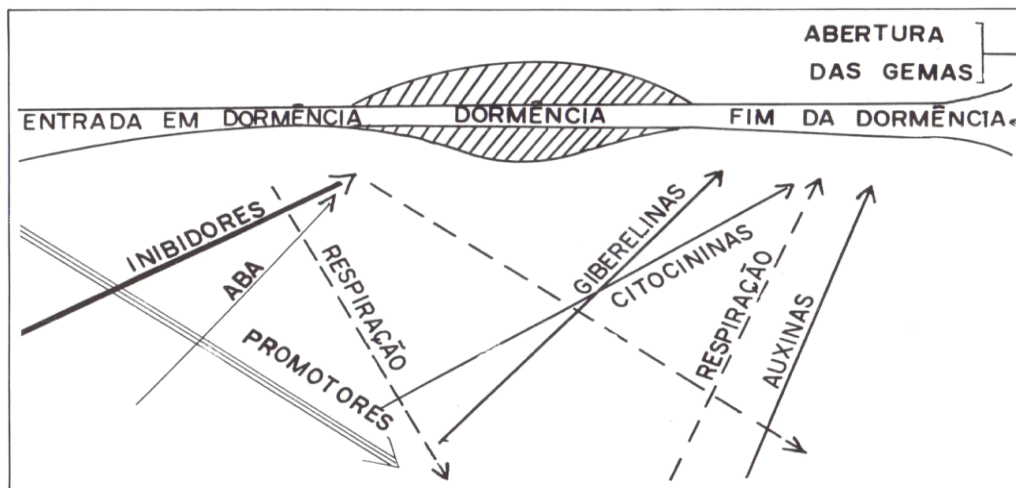 ABERTURA
DAS GEMAS
ENTRADA EM DORMÊNCIA DORMÊNCIA FIM DA DORMÊNCIA
INIBIDORES
ABA
RESPIRAÇÃO
PROMOTORES
GIBERELINAS
CITOCININAS
RESPIRAÇÃO
AUXINAS